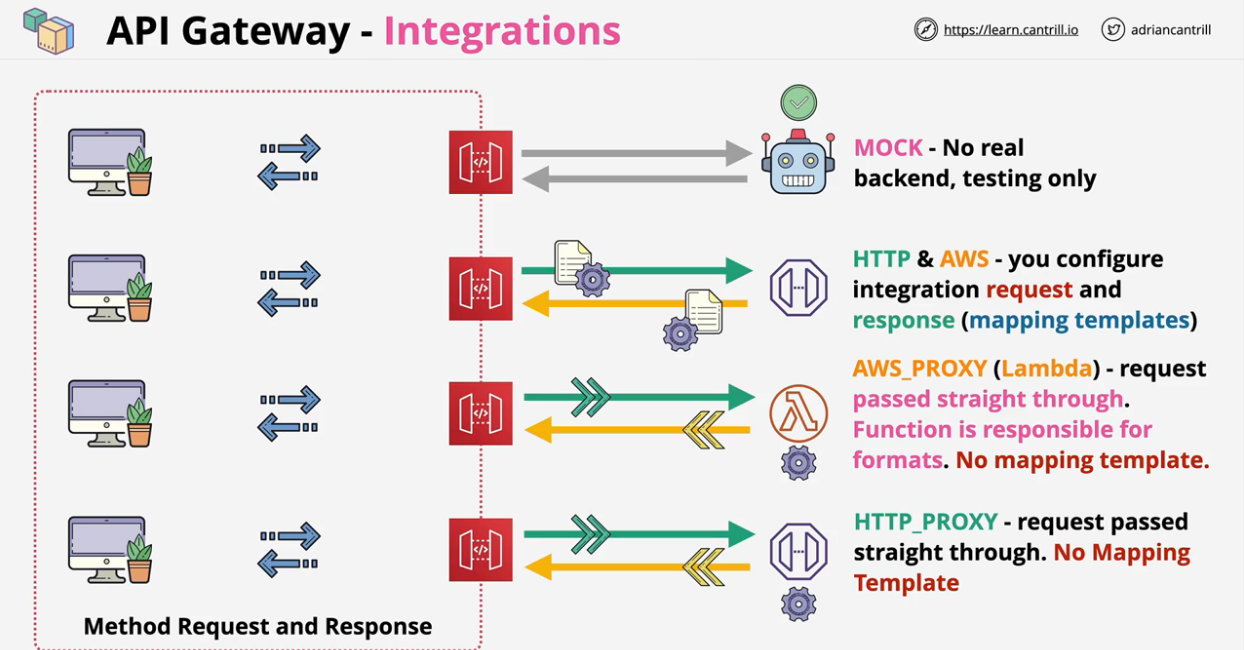 API Gateway - Integrations
https://learn.cantrill.io
adriancantrill
MOCK - No real
backend, testing only
HTTP & AWS - you configure
integration request and
response (mapping templates)
AWS_PROXY (Lambda) - request
passed straight through.
Function is responsible for
formats. No mapping template.
HTTP_PROXY - request passed
straight through. No Mapping
Template
Method Request and Response